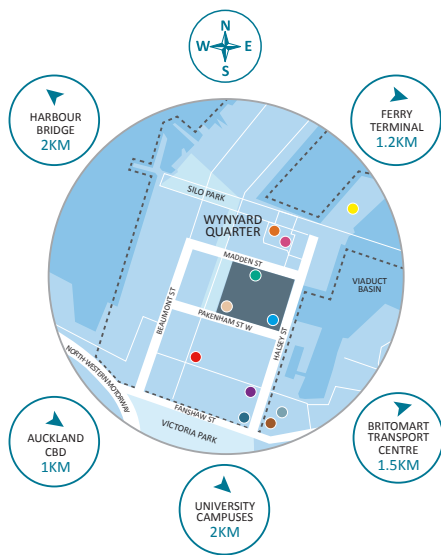 N
W E
S
HARBOUR
BRIDGE
2KM
FERRY
TERMINAL
1.2KM
SILO PARK
WYNYARD
QUARTER
MADDEN ST
VIADUCT
BASIN
BEAUMONT ST
PAKENHAM ST W
HALSEY ST
NORTH-WESTERN MOTORWAY
FANSHAW ST
VICTORIA PARK
AUCKLAND
CBD
1KM
BRITOMART
TRANSPORT
CENTRE
1.5KM
UNIVERSITY
CAMPUSES
2KM